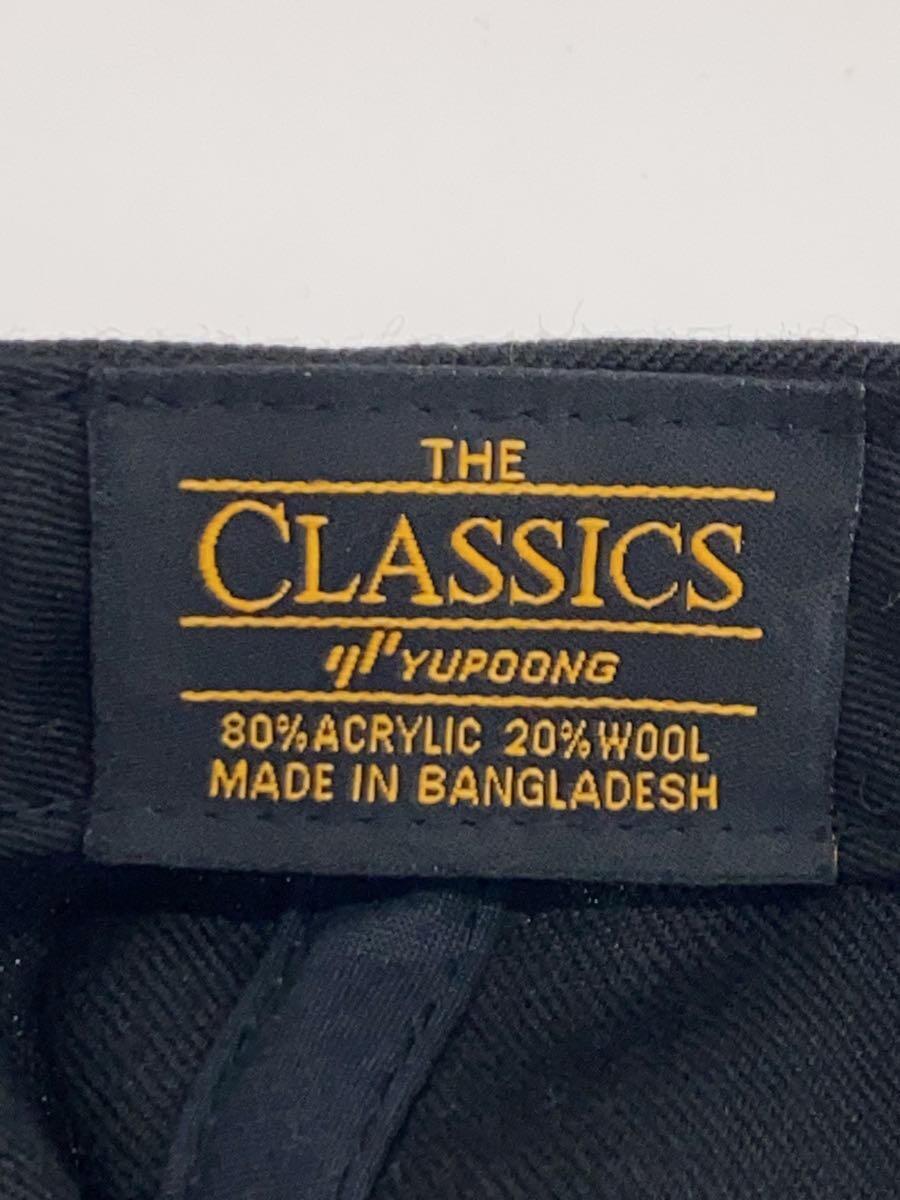 THE
CLASSICS
YUPOONG
80% ACRYLIC 20% WOOL
MADE IN BANGLADESH